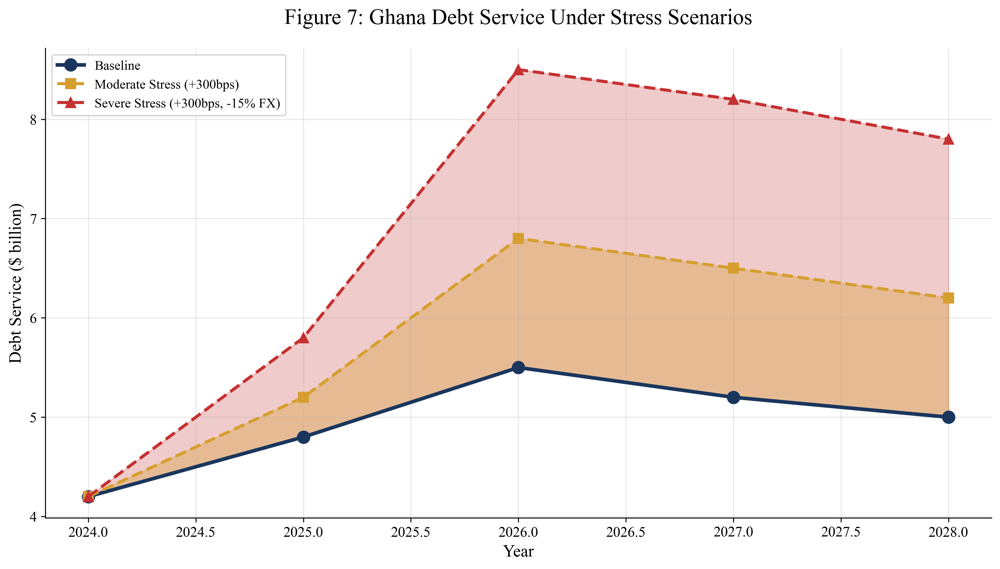 Figure 7: Ghana Debt Service Under Stress Scenarios
Baseline
Moderate Stress (+300bps)
Severe Stress (+300bps, -15% FX)
Debt Service ($ billion)
8
7
6
5
4
2024.0 2024.5 2025.0 2025.5 2026.0 2026.5 2027.0 2027.5 2028.0
Year